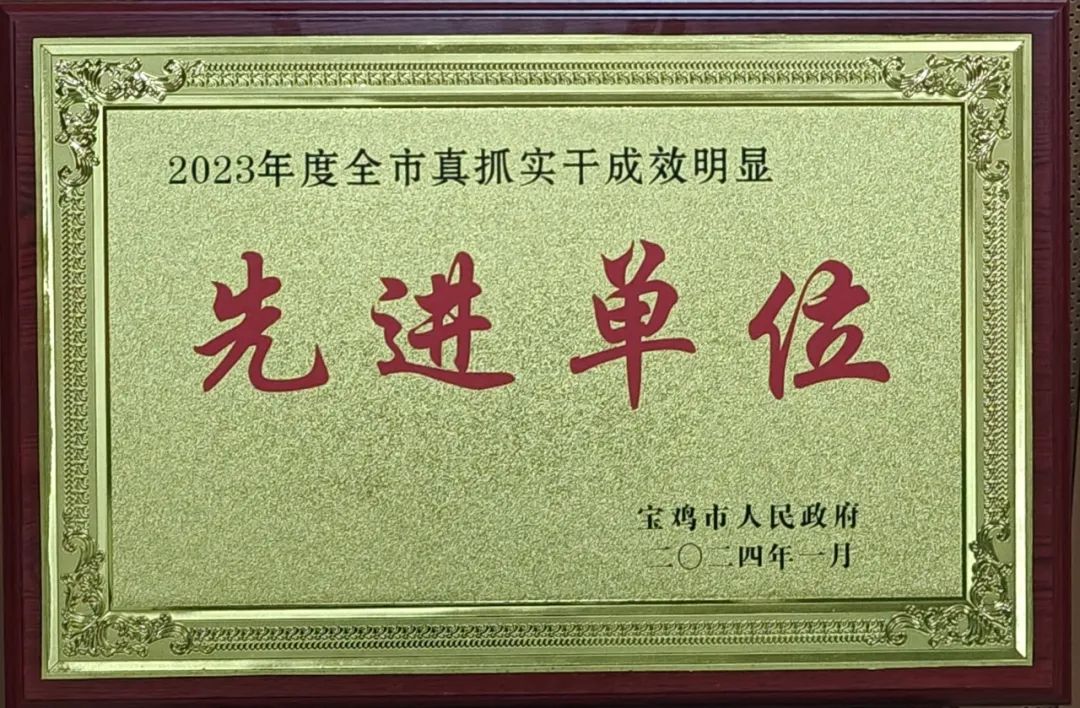 2023年度全市真抓实干成效明显
先进单位
宝鸡市人民政府
二〇二四年一月